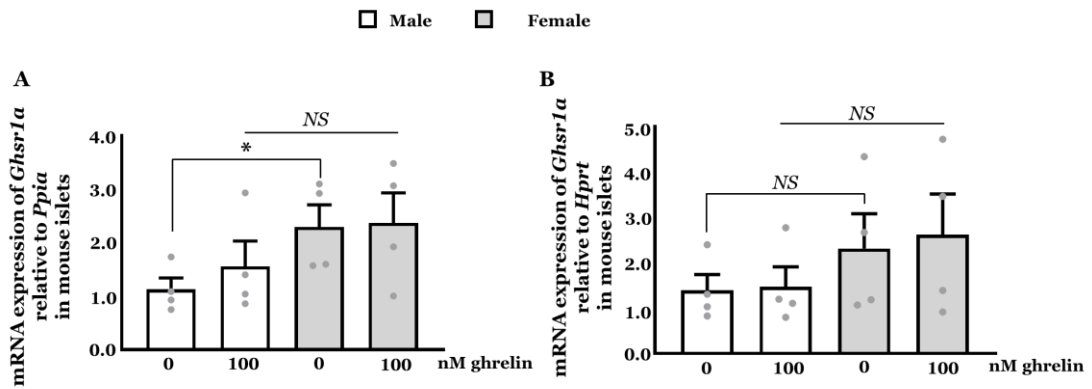 Male Female
A
mRNA expression of Ghsr1a
relative to Ppia
in mouse islets
4.0
3.0
2.0
1.0
0.0
NS
*
0 100 0 100 nM ghrelin
B
mRNA expression of Ghsr1a
relative to Hprt
in mouse islets
5.0
4.0
3.0
2.0
1.0
0.0
NS
NS
0 100 0 100 nM ghrelin